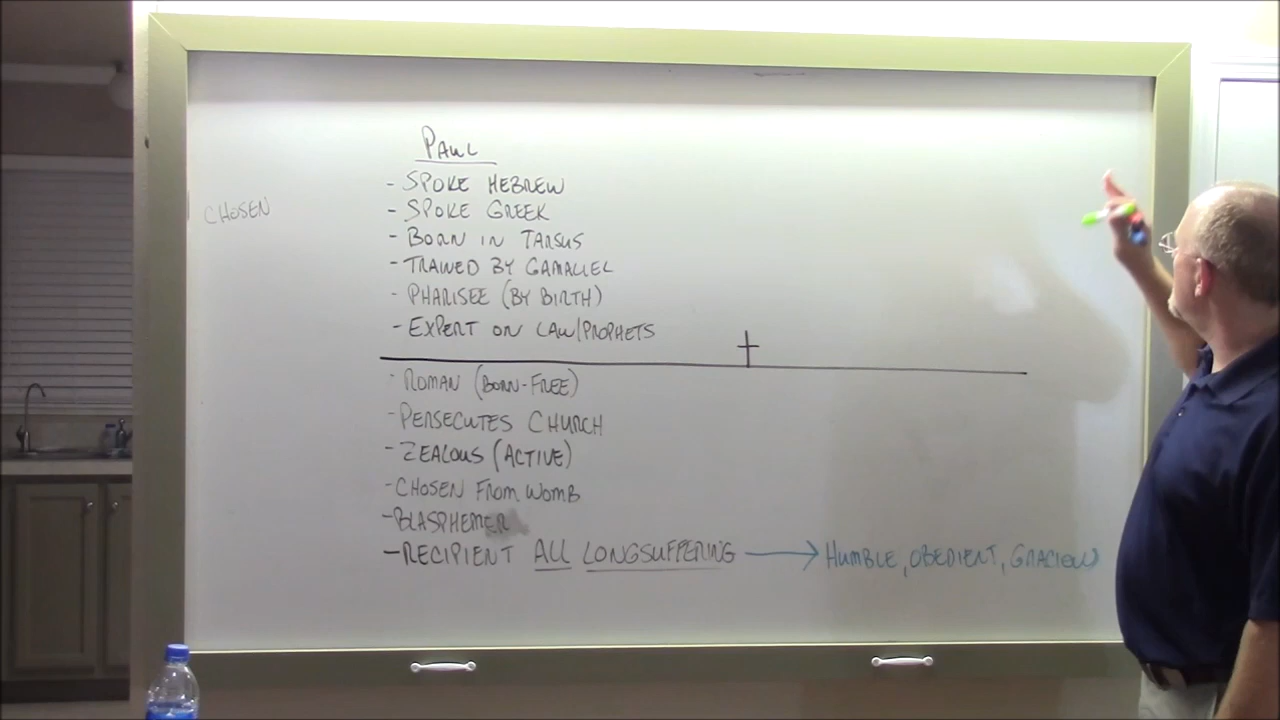 PAUL
- SPOKE HEBREW
CHOSEN
- SPOKE GREEK
- BORN IN TARSUS
- TRAINED BY GAMALIEL
- PHARISEE (BY BIRTH)
- EXPERT ON LAW/PROPHETS
- ROMAN (BORN-FREE)
- PERSECUTES CHURCH
- ZEALOUS (ACTIVE)
- CHOSEN FROM WOMB
- BLASPHEMER
- RECIPIENT ALL LONGSUFFERING → HUMBLE, OBEDIENT, GRACIOUS